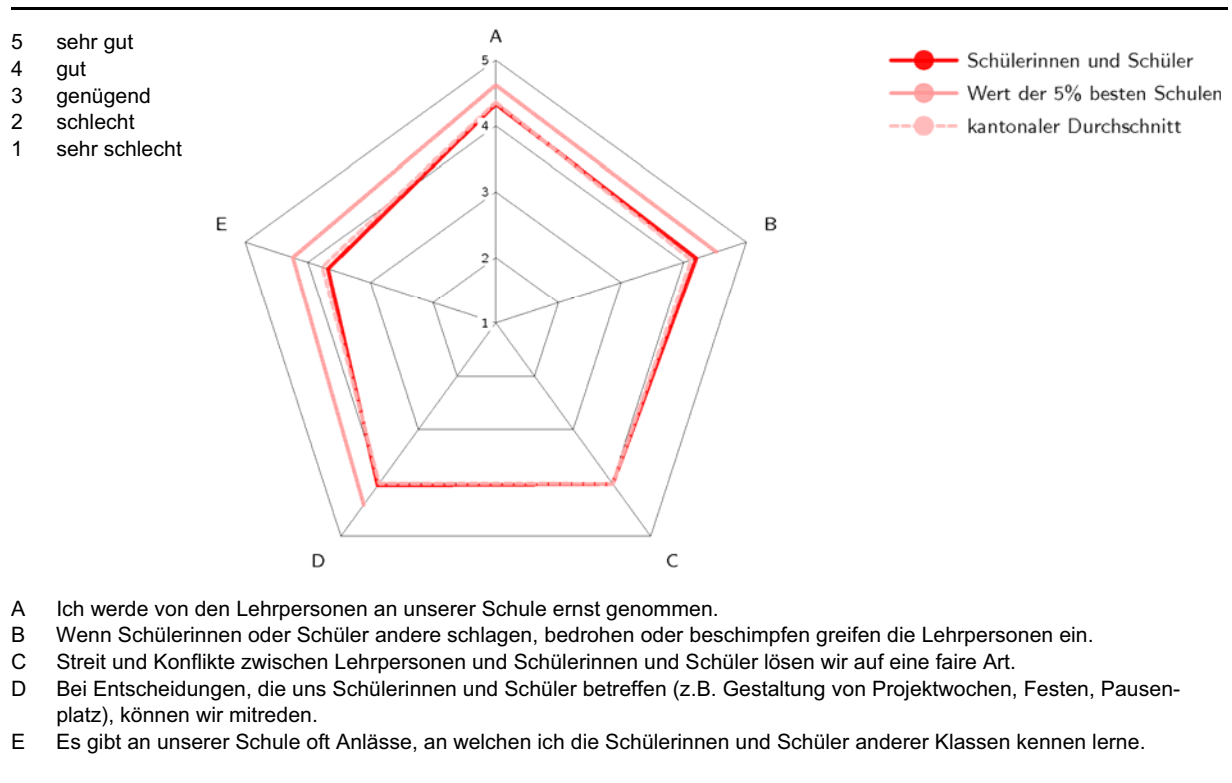 5 sehr gut
4 gut
3 genügend
2 schlecht
1 sehr schlecht
A
5
4
3
2
1
B
C
D
E
Schülerinnen und Schüler
Wert der 5% besten Schulen
kantonaler Durchschnitt
A Ich werde von den Lehrpersonen an unserer Schule ernst genommen.
B Wenn Schülerinnen oder Schüler andere schlagen, bedrohen oder beschimpfen greifen die Lehrpersonen ein.
C Streit und Konflikte zwischen Lehrpersonen und Schülerinnen und Schüler lösen wir auf eine faire Art.
D Bei Entscheidungen, die uns Schülerinnen und Schüler betreffen (z.B. Gestaltung von Projektwochen, Festen, Pausen-
platz), können wir mitreden.
E Es gibt an unserer Schule oft Anlässe, an welchen ich die Schülerinnen und Schüler anderer Klassen kennen lerne.